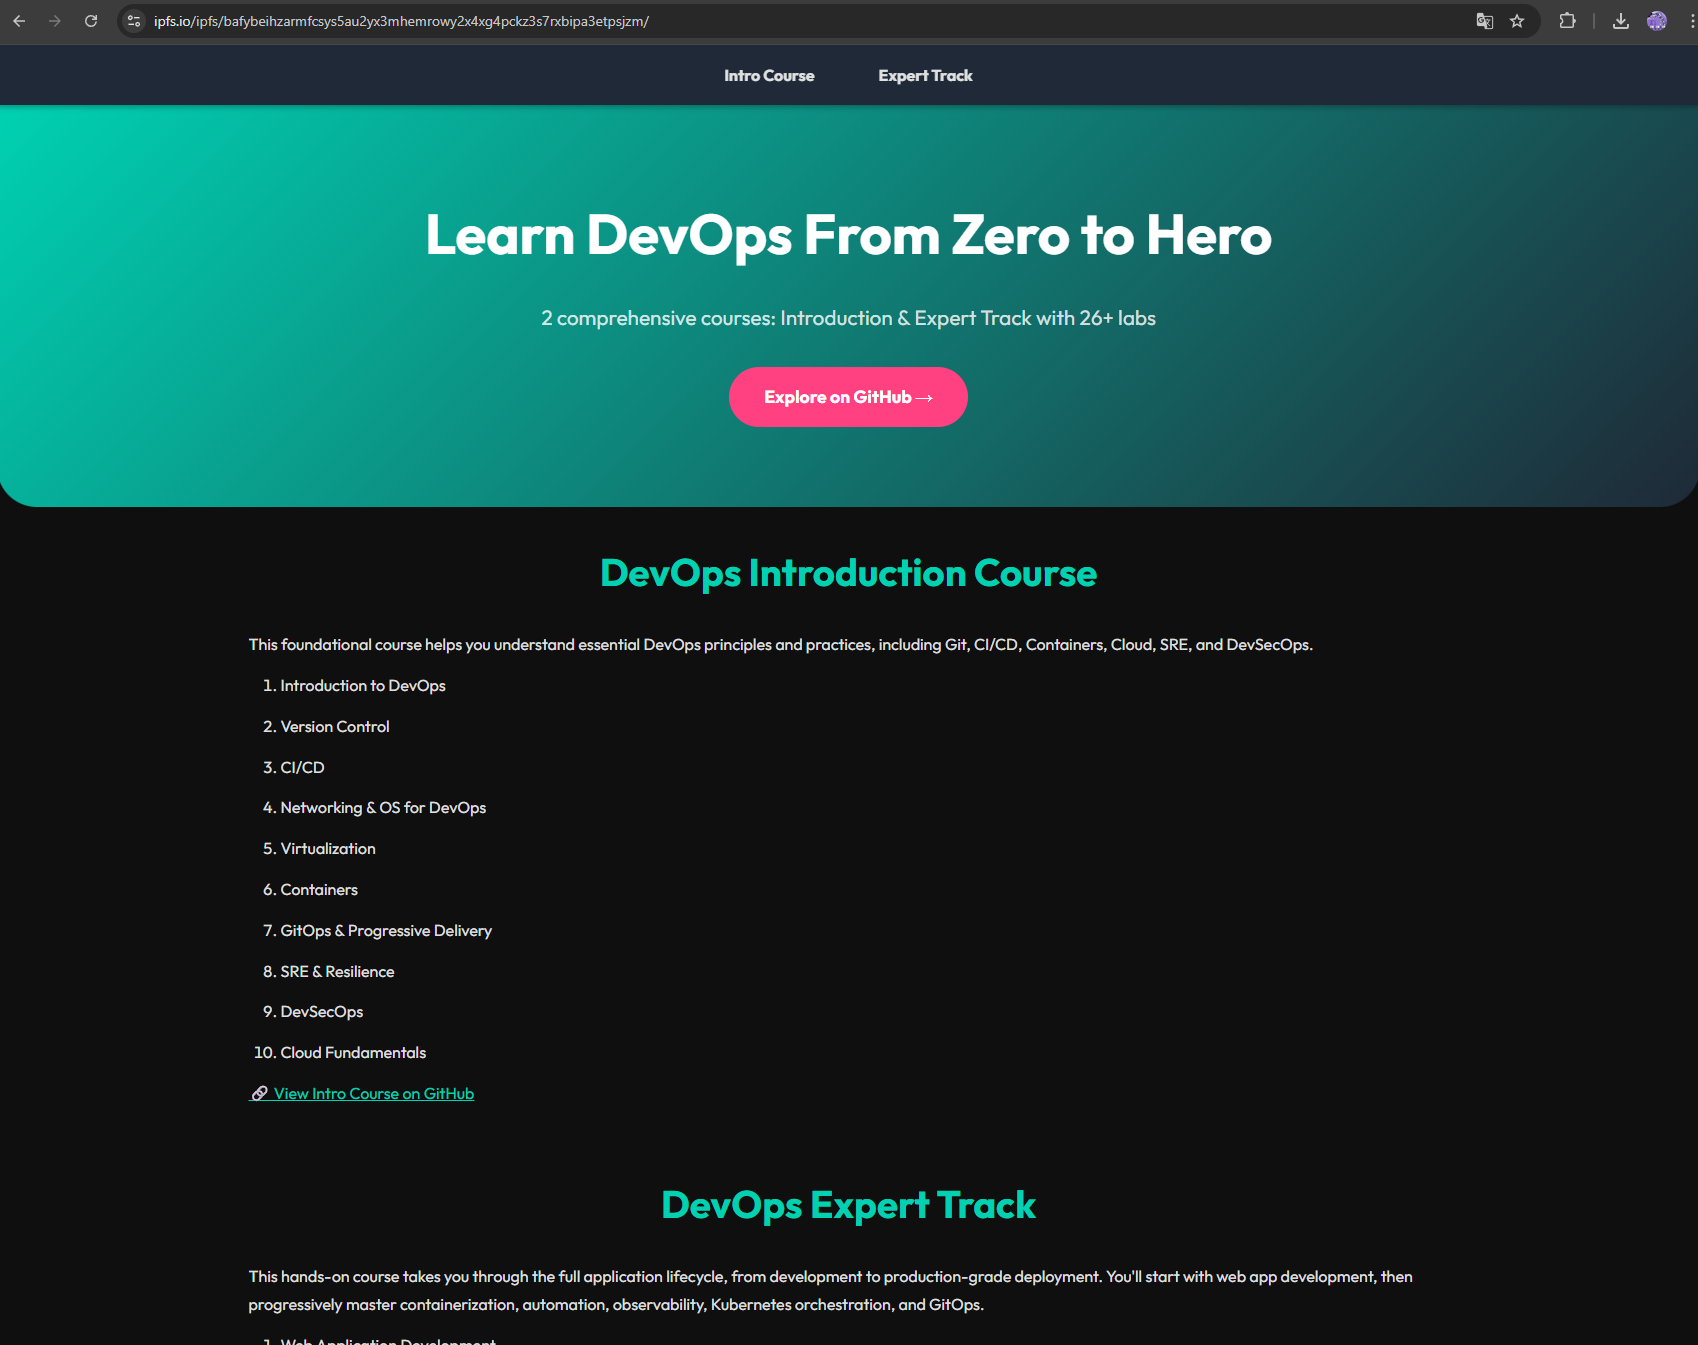 ipfs.io/ipfs/bafybeihzarmfcsys5au2yx3mhemrowy2x4xg4pckz3s7rxbipa3etpsjzm/
Intro Course Expert Track
Learn DevOps From Zero to Hero
2 comprehensive courses: Introduction & Expert Track with 26+ labs
Explore on GitHub →
DevOps Introduction Course
This foundational course helps you understand essential DevOps principles and practices, including Git, CI/CD, Containers, Cloud, SRE, and DevSecOps.
1. Introduction to DevOps
2. Version Control
3. CI/CD
4. Networking & OS for DevOps
5. Virtualization
6. Containers
7. GitOps & Progressive Delivery
8. SRE & Resilience
9. DevSecOps
10. Cloud Fundamentals
🔗 View Intro Course on GitHub
DevOps Expert Track
This hands-on course takes you through the full application lifecycle, from development to production-grade deployment. You'll start with web app development, then
progressively master containerization, automation, observability, Kubernetes orchestration, and GitOps.
1. Web Application Development